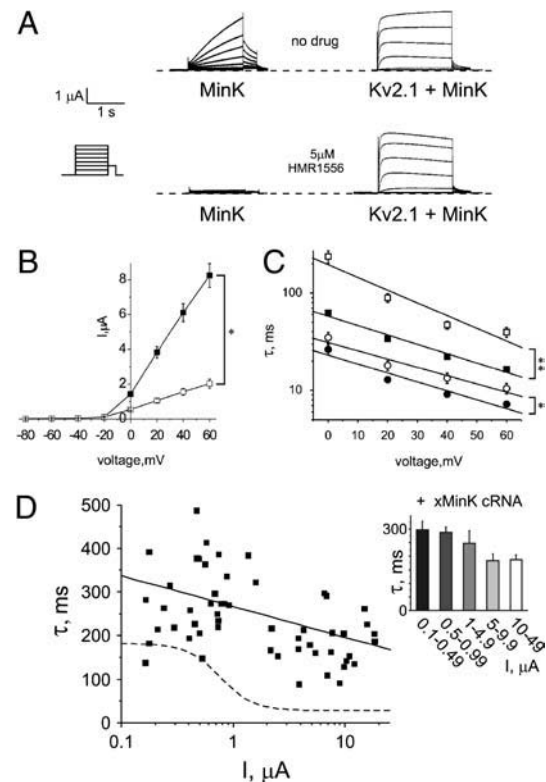 A
no drug
MinK
Kv2.1 + MinK
1 µA
1 s
5µM
HMR1556
MinK
Kv2.1 + MinK
B
I,µA
8
6
4
2
0
-80 -60 -40 -20 0 20 40 60
voltage,mV
*
C
τ, ms
100
10
0 20 40 60
voltage,mV
**
**
D
τ, ms
500
400
300
200
100
0
0.1 1 10
I, µA
+ xMinK cRNA
τ, ms
300
0
0.1-0.49
0.5-0.99
1-4.9
5-9.9
10-49
I, µA